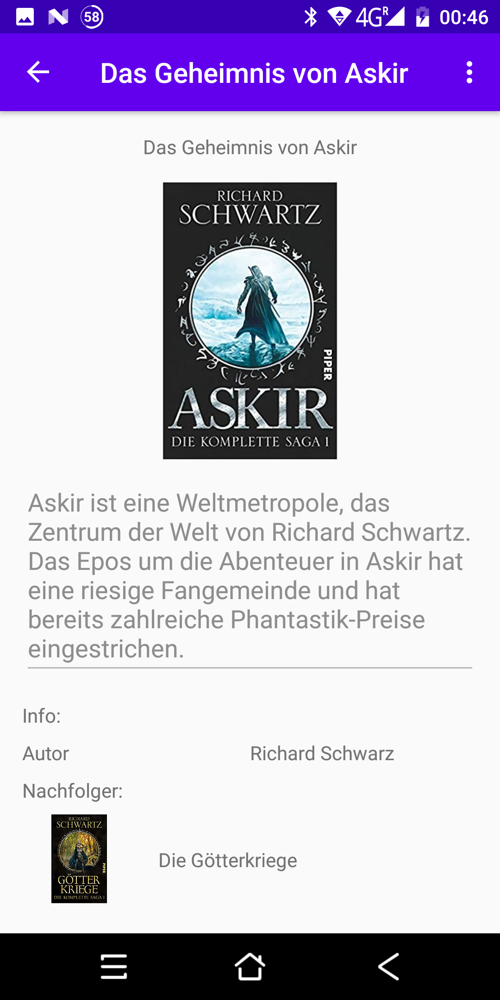 58
4G R
00:46
Das Geheimnis von Askir
Das Geheimnis von Askir
RICHARD
SCHWARTZ
PIPER
ASKIR
DIE KOMPLETTE SAGA 1
Askir ist eine Weltmetropole, das
Zentrum der Welt von Richard Schwartz.
Das Epos um die Abenteuer in Askir hat
eine riesige Fangemeinde und hat
bereits zahlreiche Phantastik-Preise
eingestrichen.
Info:
Autor
Richard Schwarz
Nachfolger:
RICHARD
SCHWARTZ
PIPER
GÖTTER
KRIEGE
DIE KOMPLETTE SAGA 1
Die Götterkriege